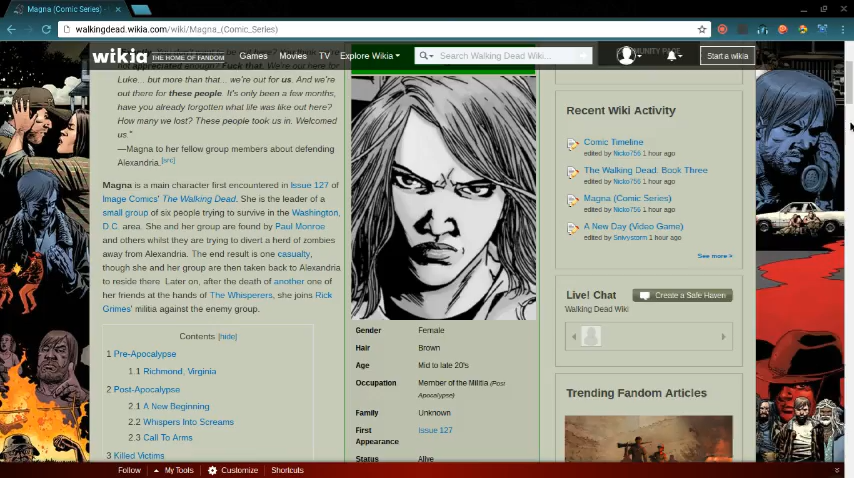 Magna (Comic Series) -
walkingdead.wikia.com/wiki/Magna_(Comic_Series)
wikia THE HOME OF FANDOM
Games Movies TV Explore Wikia
Search Walking Dead Wiki...
Start a wikia
Luke... but more than that... we're out for us. And we're
out there for these people. It's only been a few months,
have you already forgotten what life was like out here?
How many we lost? These people took us in. Welcomed
us."
—Magna to her fellow group members about defending
Alexandria.[src]
Magna is a main character first encountered in Issue 127 of
Image Comics' The Walking Dead. She is the leader of a
small group of six people trying to survive in the Washington,
D.C. area. She and her group are found by Paul Monroe
and others whilst they are trying to divert a herd of zombies
away from Alexandria. The end result is one casualty,
though she and her group are then taken back to Alexandria
to reside there. Later on, after the death of another one of
her friends at the hands of The Whisperers, she joins Rick
Grimes' militia against the enemy group.
Contents [hide]
1 Pre-Apocalypse
1.1 Richmond, Virginia
2 Post-Apocalypse
2.1 A New Beginning
2.2 Whispers Into Screams
2.3 Call To Arms
3 Killed Victims
Gender Female
Hair Brown
Age Mid to late 20's
Occupation Member of the Militia (Post
Apocalypse)
Family Unknown
First Issue 127
Appearance
Status Alive
Recent Wiki Activity
Comic Timeline
edited by Nicko756 1 hour ago
The Walking Dead: Book Three
edited by Nicko756 1 hour ago
Magna (Comic Series)
edited by Nicko756 1 hour ago
A New Day (Video Game)
edited by Snivystorm 1 hour ago
See more >
Live! Chat
Create a Safe Haven
Walking Dead Wiki
Trending Fandom Articles
Follow My Tools Customize Shortcuts